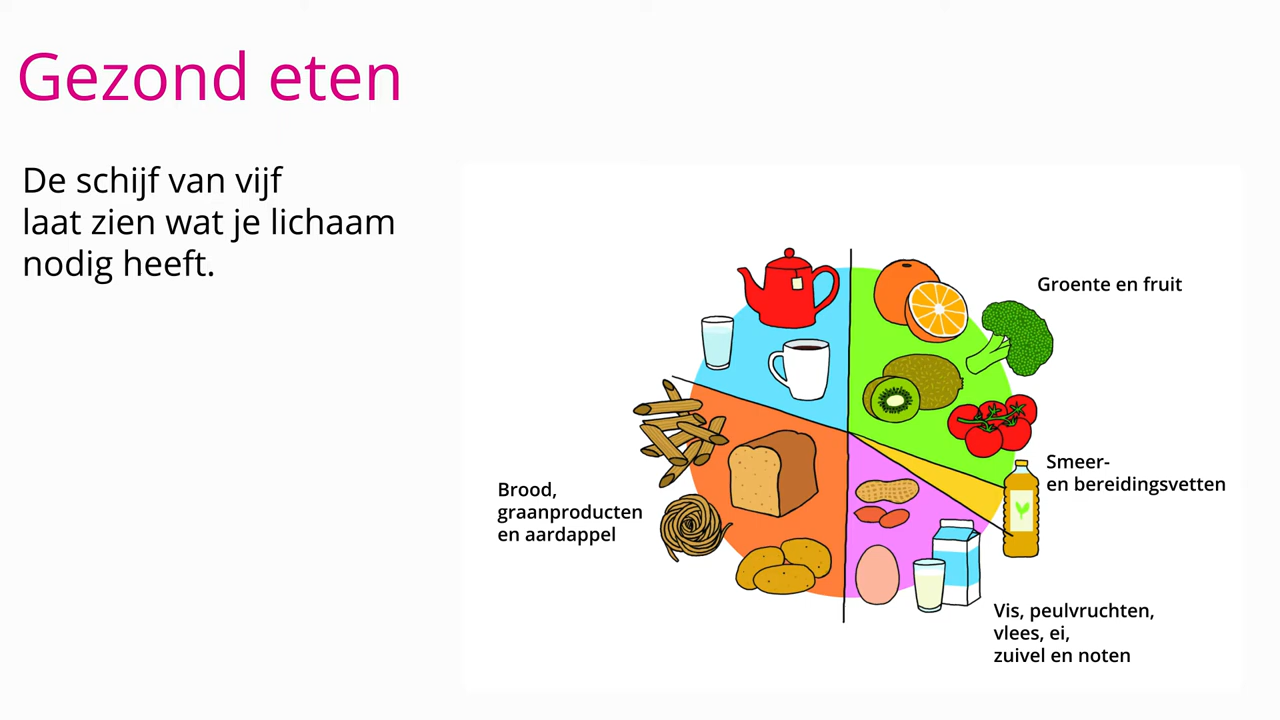 Gezond eten
De schijf van vijf
laat zien wat je lichaam
nodig heeft.
Groente en fruit
Smeer-
en bereidingsvetten
Brood,
graanproducten
en aardappel
Vis, peulvruchten,
vlees, ei,
zuivel en noten